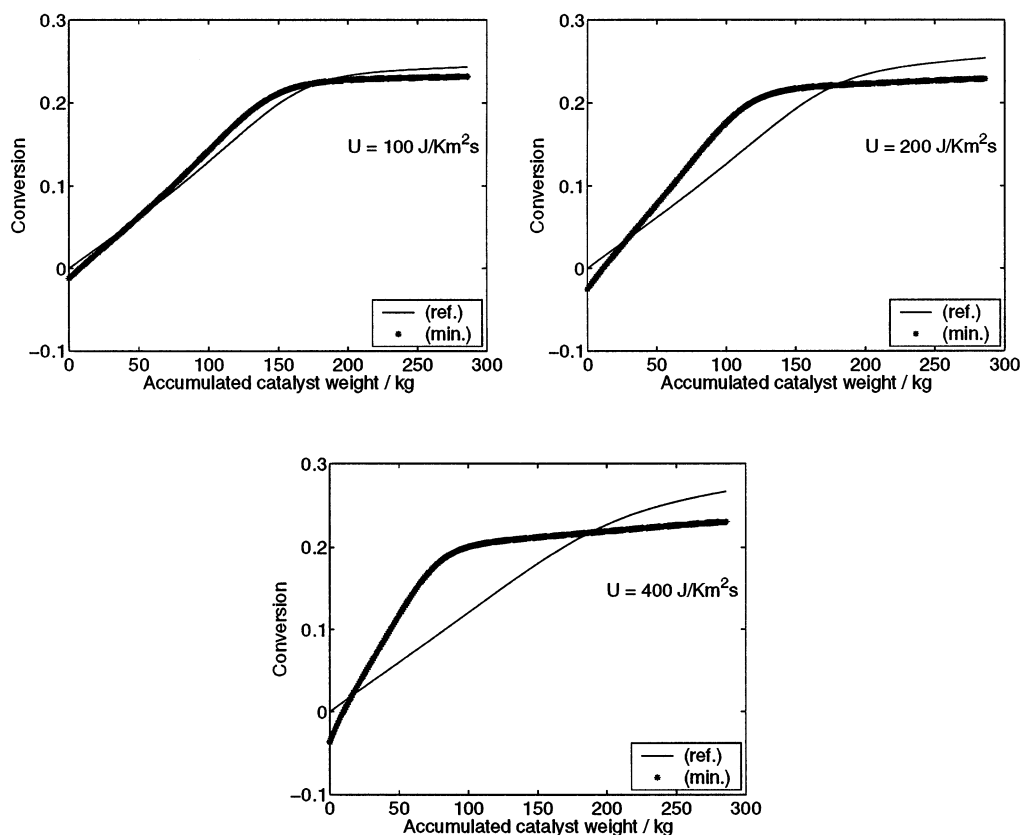 0.3
0.2
0.1
0
−0.1
Conversion
U = 100 J/Km²s
(ref.)
(min.)
0 50 100 150 200 250 300
Accumulated catalyst weight / kg
0.3
0.2
0.1
0
−0.1
Conversion
U = 200 J/Km²s
(ref.)
(min.)
0 50 100 150 200 250 300
Accumulated catalyst weight / kg
0.3
0.2
0.1
0
−0.1
Conversion
U = 400 J/Km²s
(ref.)
(min.)
0 50 100 150 200 250 300
Accumulated catalyst weight / kg